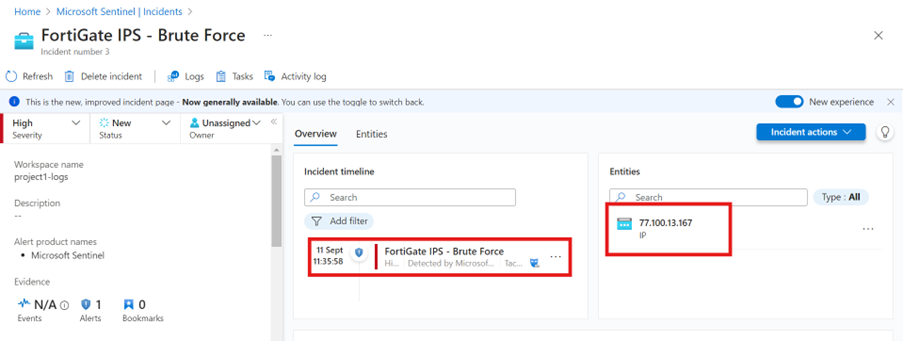 Home > Microsoft Sentinel | Incidents >
FortiGate IPS - Brute Force ...
Incident number 3
Refresh Delete incident Logs Tasks Activity log
This is the new, improved incident page - Now generally available. You can use the toggle to switch back. New experience
High
Severity
New
Status
Unassigned
Owner
Workspace name
project1-logs
Description
--
Alert product names
• Microsoft Sentinel
Evidence
N/A
Events
1
Alerts
0
Bookmarks
Overview Entities
Incident actions
Incident timeline
Search
Add filter
11 Sept
11:35:58
FortiGate IPS - Brute Force
Hi... Detected by Microsof... Tac...
Entities
Search
Type : All
77.100.13.167
IP